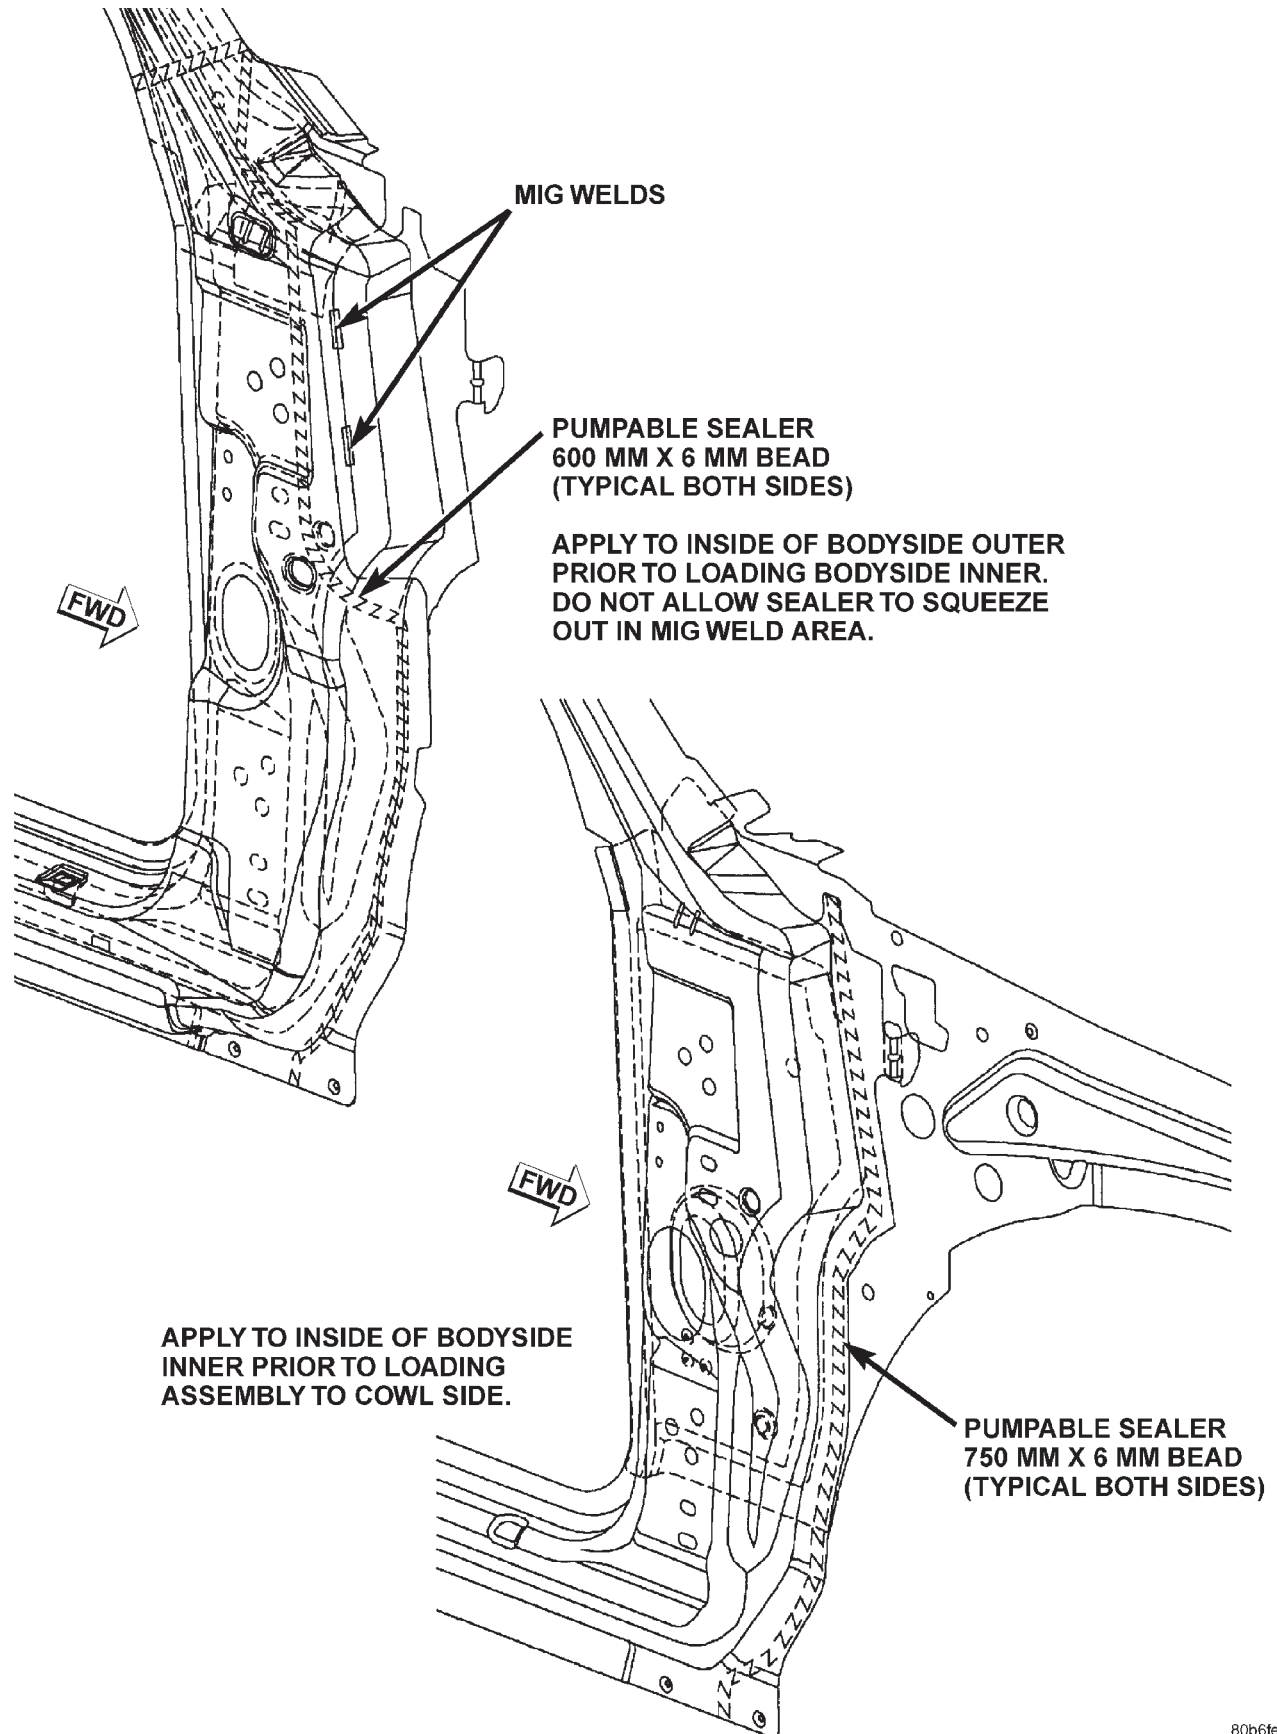 MIG WELDS
PUMPABLE SEALER
600 MM X 6 MM BEAD
(TYPICAL BOTH SIDES)
APPLY TO INSIDE OF BODYSIDE OUTER
PRIOR TO LOADING BODYSIDE INNER.
DO NOT ALLOW SEALER TO SQUEEZE
OUT IN MIG WELD AREA.
FWD
FWD
APPLY TO INSIDE OF BODYSIDE
INNER PRIOR TO LOADING
ASSEMBLY TO COWL SIDE.
PUMPABLE SEALER
750 MM X 6 MM BEAD
(TYPICAL BOTH SIDES)